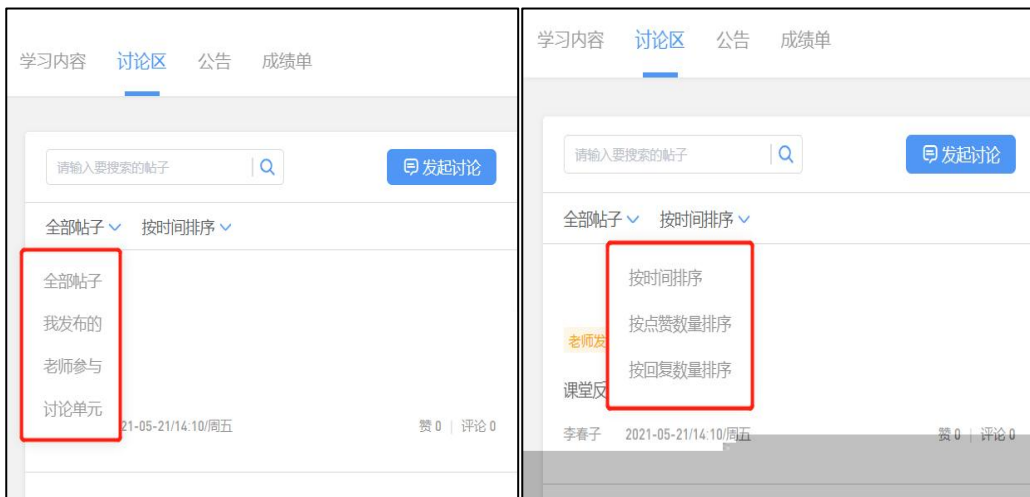 学习内容 讨论区 公告 成绩单
请输入要搜索的帖子 发起讨论
全部帖子 按时间排序
全部帖子
我发布的
老师参与
讨论单元
21-05-21/14:10/周五 赞 0 | 评论 0
学习内容 讨论区 公告 成绩单
请输入要搜索的帖子 发起讨论
全部帖子 按时间排序
按时间排序
按点赞数量排序
老师发
按回复数量排序
课堂反
李春子 2021-05-21/14:10/周五 赞 0 | 评论 0